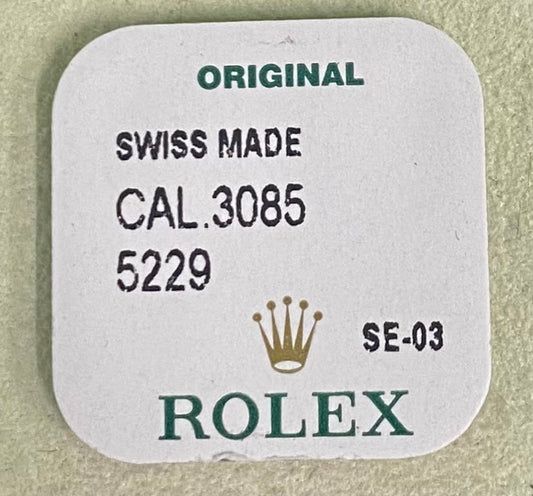 ORIGINAL
SWISS MADE
CAL.3085
5229
SE-03
ROLEX